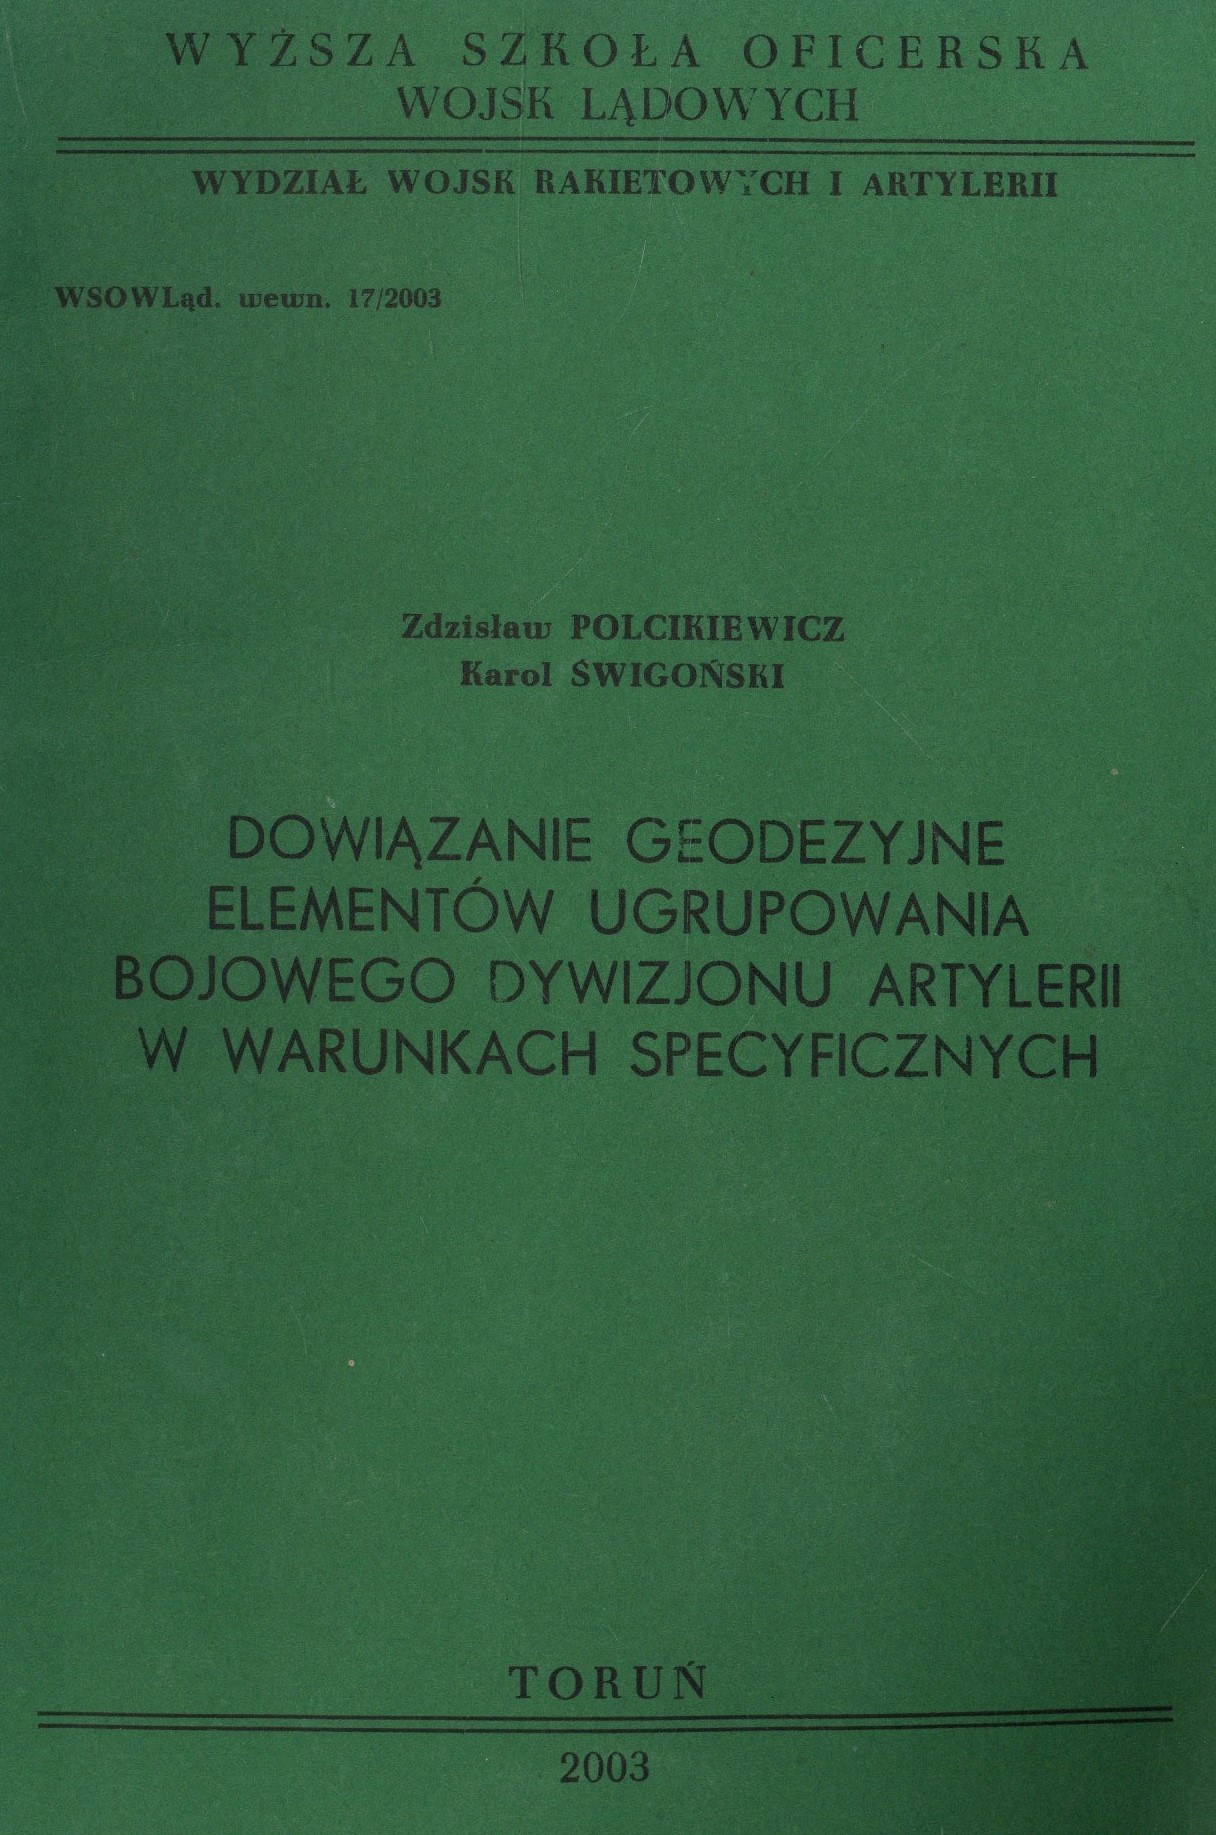 WYŻSZA SZKOŁA OFICERSKA
WOJSK LĄDOWYCH
WYDZIAŁ WOJSK RAKIETOWYCH I ARTYLERII
WSOWLąd. wewn. 17/2003
Zdzisław POLCIKIEWICZ
Karol ŚWIGOŃSKI
DOWIĄZANIE GEODEZYJNE
ELEMENTÓW UGRUPOWANIA
BOJOWEGO DYWIZJONU ARTYLERII
W WARUNKACH SPECYFICZNYCH
TORUŃ
2003